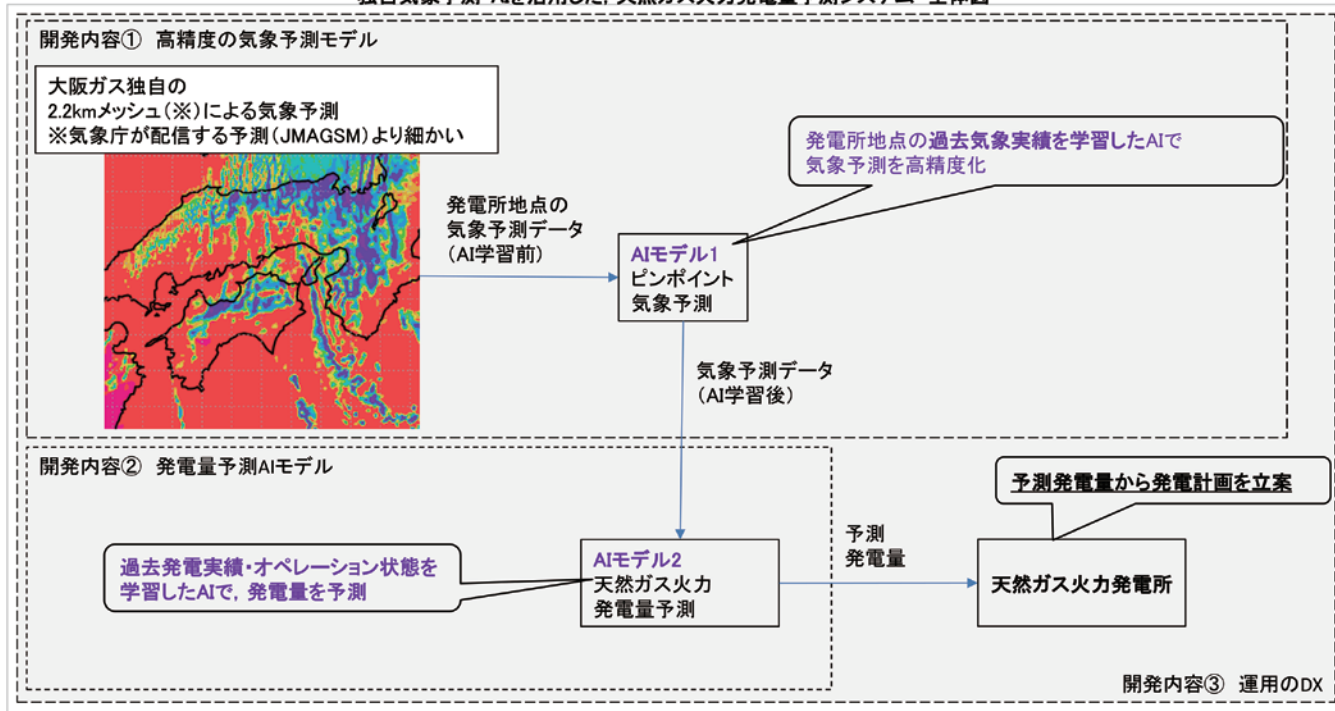 開発内容① 高精度の気象予測モデル
大阪ガス独自の
2.2kmメッシュ(※)による気象予測
※気象庁が配信する予測(JMAGSM)より細かい
発電所地点の過去気象実績を学習したAIで
気象予測を高精度化
発電所地点の
気象予測データ
(AI学習前)
AIモデル1
ピンポイント
気象予測
気象予測データ
(AI学習後)
開発内容② 発電量予測AIモデル
過去発電実績・オペレーション状態を
学習したAIで, 発電量を予測
AIモデル2
天然ガス火力
発電量予測
予測
発電量
予測発電量から発電計画を立案
天然ガス火力発電所
開発内容③ 運用のDX